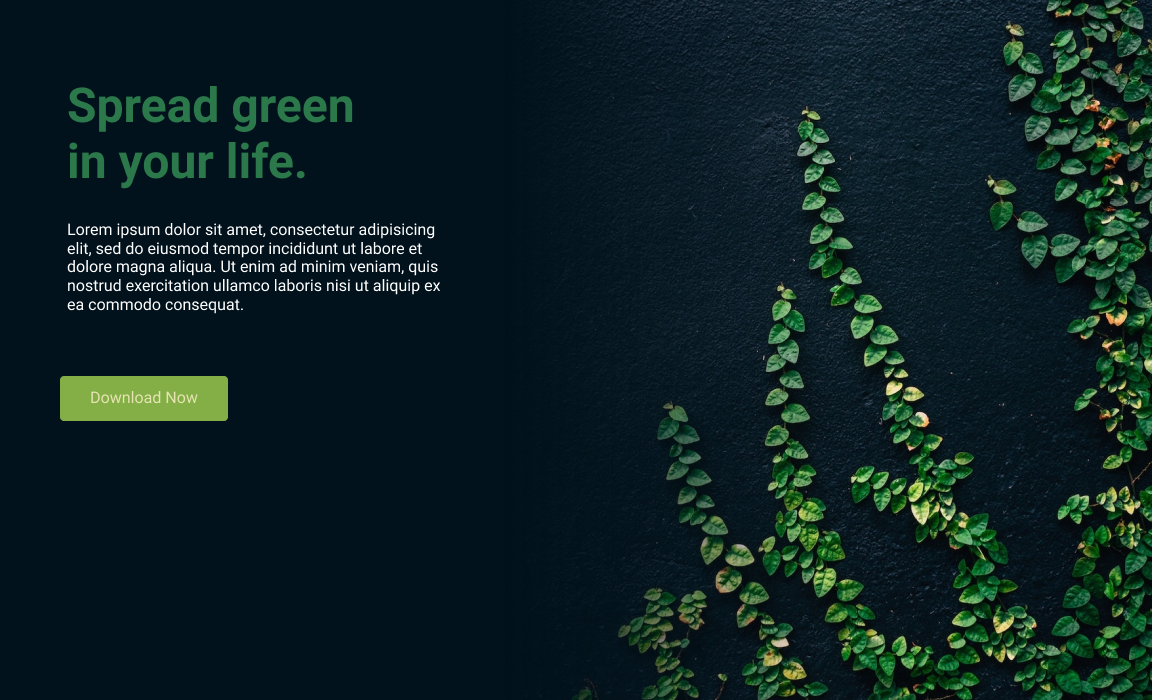 Spread green
in your life.
Lorem ipsum dolor sit amet, consectetur adipisicing
elit, sed do eiusmod tempor incididunt ut labore et
dolore magna aliqua. Ut enim ad minim veniam, quis
nostrud exercitation ullamco laboris nisi ut aliquip ex
ea commodo consequat.
Download Now